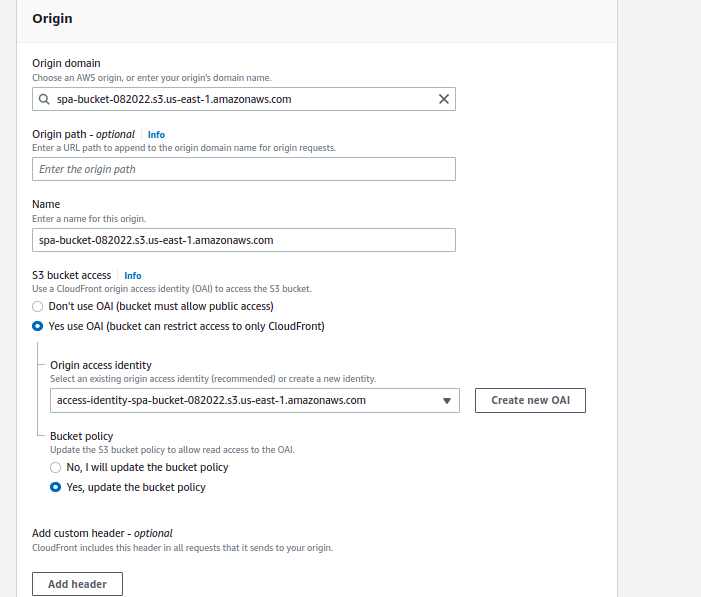 Origin
Origin domain
Choose an AWS origin, or enter your origin's domain name.
spa-bucket-082022.s3.us-east-1.amazonaws.com
Origin path - optional Info
Enter a URL path to append to the origin domain name for origin requests.
Enter the origin path
Name
Enter a name for this origin.
spa-bucket-082022.s3.us-east-1.amazonaws.com
S3 bucket access Info
Use a CloudFront origin access identity (OAI) to access the S3 bucket.
Don't use OAI (bucket must allow public access)
Yes use OAI (bucket can restrict access to only CloudFront)
Origin access identity
Select an existing origin access identity (recommended) or create a new identity.
access-identity-spa-bucket-082022.s3.us-east-1.amazonaws.com
Create new OAI
Bucket policy
Update the S3 bucket policy to allow read access to the OAI.
No, I will update the bucket policy
Yes, update the bucket policy
Add custom header - optional
CloudFront includes this header in all requests that it sends to your origin.
Add header